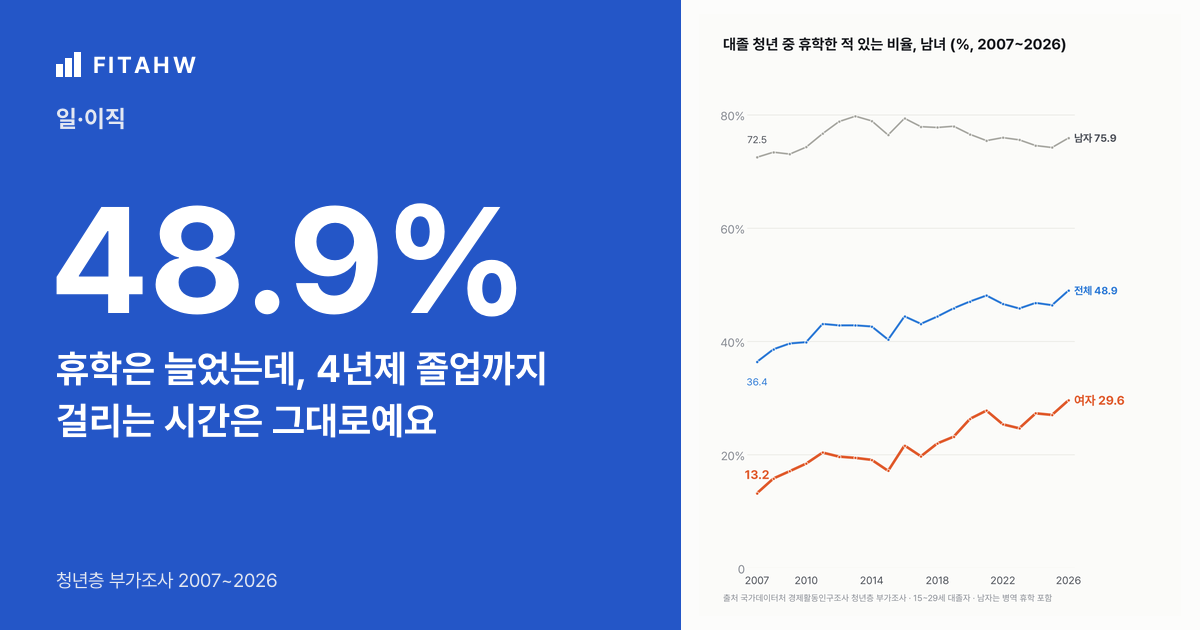 FITAHW
일·이직
48.9%
휴학은 늘었는데, 4년제 졸업까지
걸리는 시간은 그대로예요
청년층 부가조사 2007~2026
대졸 청년 중 휴학한 적 있는 비율, 남녀 (%, 2007~2026)
80%
72.5
남자 75.9
60%
전체 48.9
40%
36.4
여자 29.6
20%
13.2
0
2007 2010 2014 2018 2022 2026
출처 국가데이터처 경제활동인구조사 청년층 부가조사 · 15~29세 대졸자 · 남자는 병역 휴학 포함